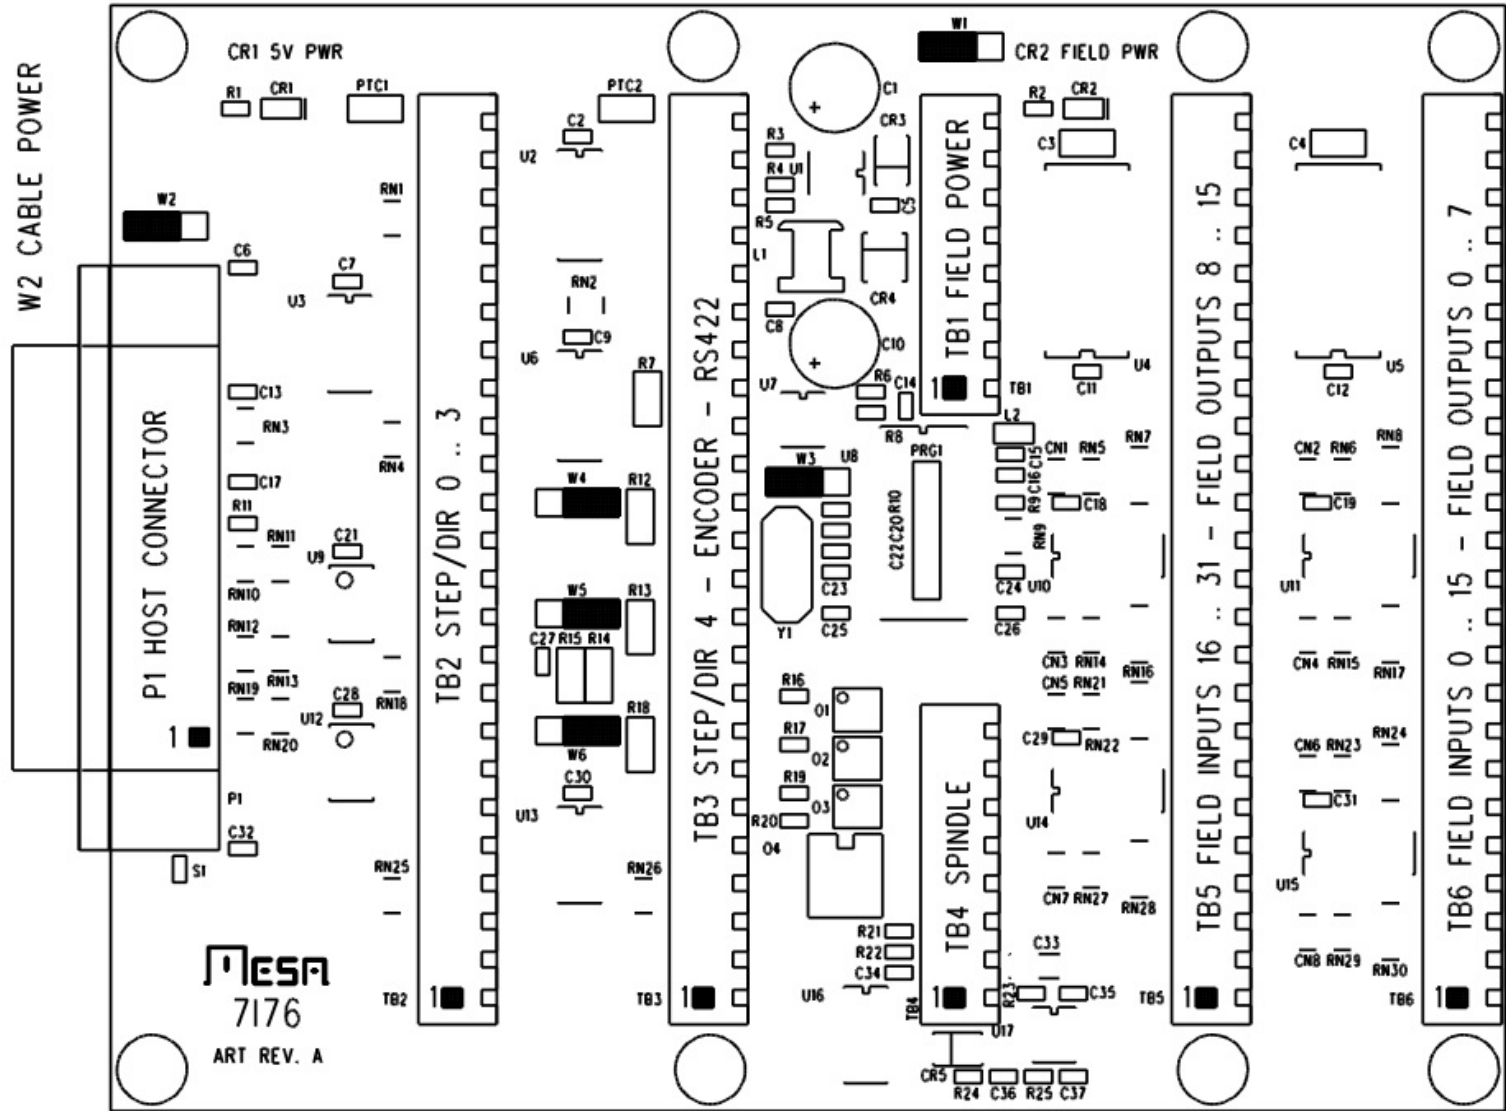 W1
CR1 5V PWR
CR2 FIELD PWR
W2 CABLE POWER
R1
CR1
PTC1
PTC2
C1
R2
CR2
C2
U2
R3
CR3
C3
C4
R4
U1
W2
RN1
R5
C5
TB1 FIELD POWER
1
TB1
C6
C7
U3
RN2
L1
CR4
C8
C9
U6
C10
R7
U7
R6
C14
R8
U4
C11
U5
C12
L2
P1 HOST CONNECTOR
1
P1
C13
RN3
RN4
C17
R11
W4
R12
W3
U8
PRG1
C15
C16
R9
CN1
RN5
RN7
CN2
RN6
RN8
C18
C19
RN11
C21
U9
RN10
R10
C20
C22
RN9
C23
C24
U10
U11
W5
R13
RN12
C27
R15
R14
Y1
C25
C26
RN19
RN13
RN18
C28
U12
RN20
CN3
RN14
RN16
CN4
RN15
RN17
CN5
RN21
R16
O1
R18
W6
R17
O2
C29
RN22
CN6
RN23
RN24
R19
O3
C30
U13
R20
O4
U14
C31
C32
S1
RN25
RN26
CN7
RN27
RN28
U15
TB2 STEP/DIR 0 .. 3
TB2
1
TB3 STEP/DIR 4 - ENCODER - RS422
TB3
1
TB4 SPINDLE
TB4
1
TB5 FIELD INPUTS 16 .. 31 - FIELD OUTPUTS 8 .. 15
TB5
1
TB6 FIELD INPUTS 0 .. 15 - FIELD OUTPUTS 0 .. 7
TB6
1
R21
R22
C34
C33
CN8
RN29
RN30
U16
R23
C35
U17
CR5
R24
C36
R25
C37
MESA
7I76
ART REV. A